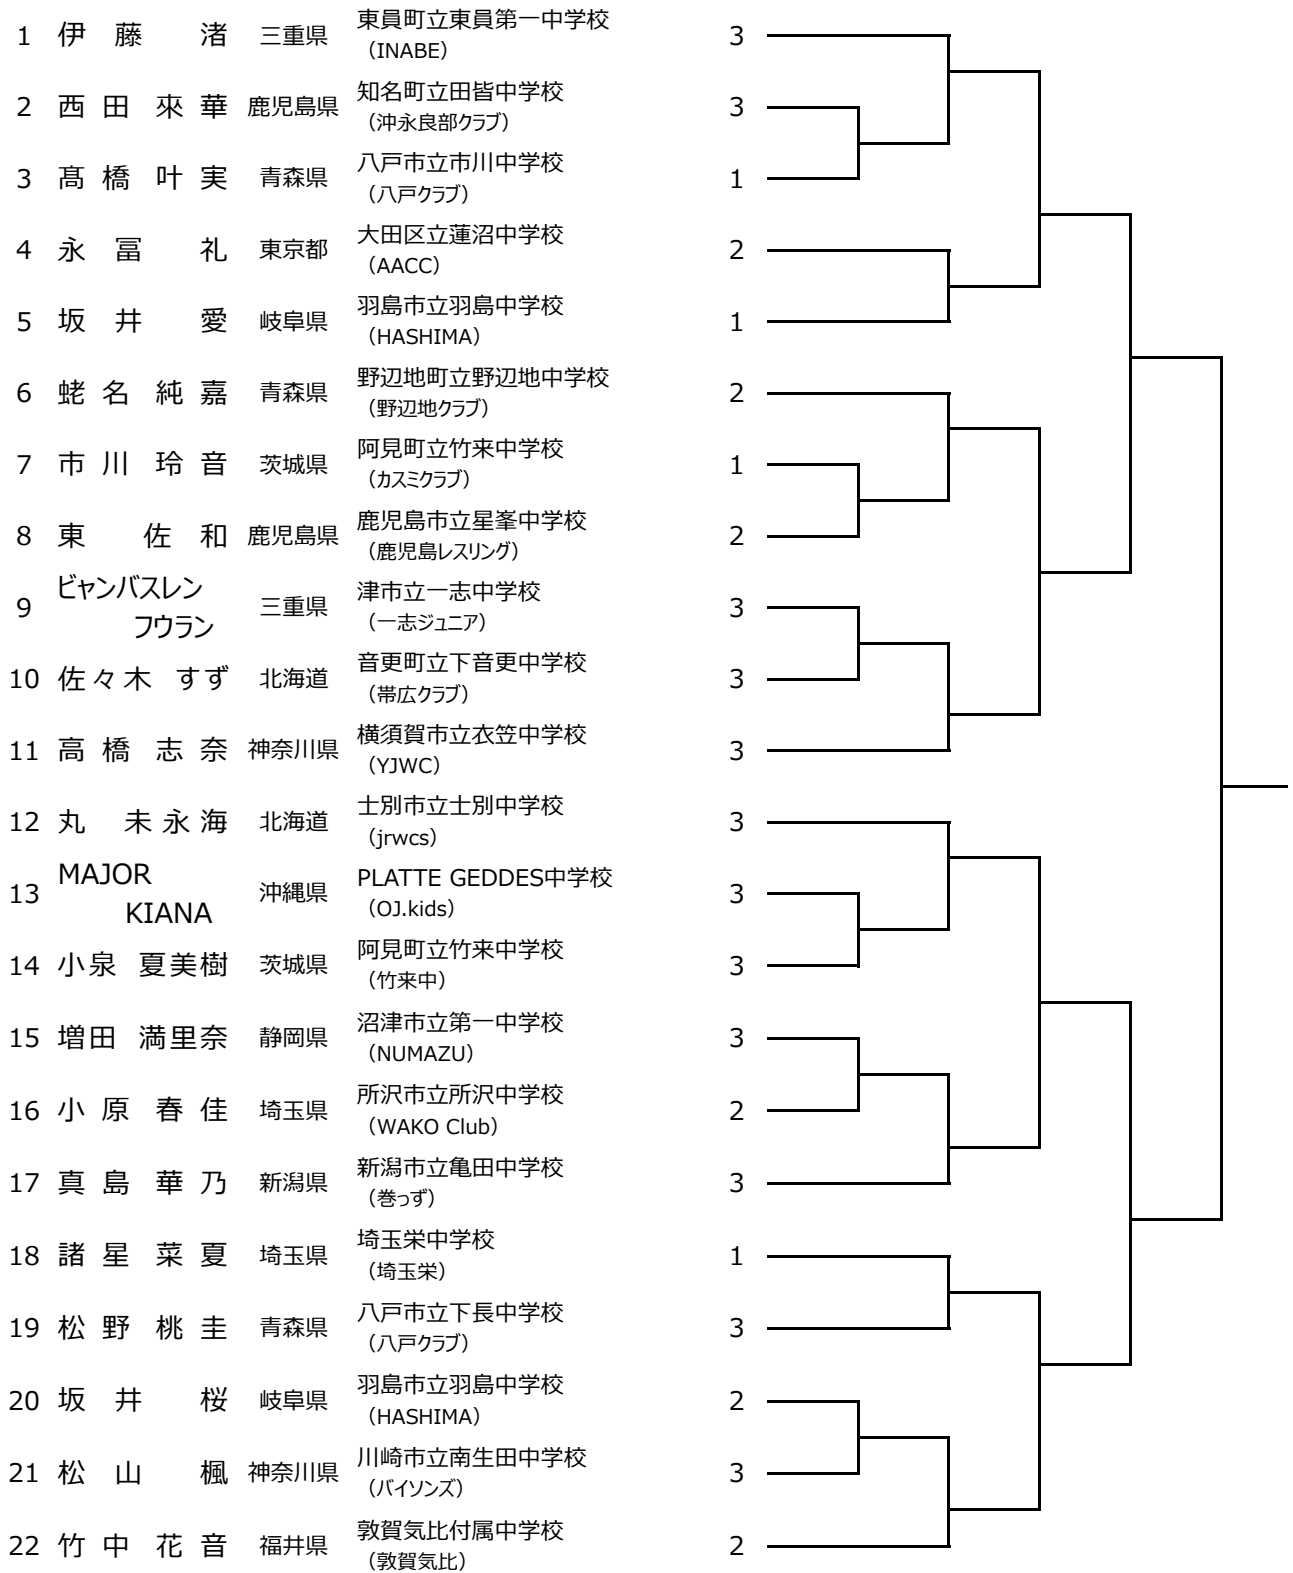 1 伊藤 渚 三重県 東員町立東員第一中学校 3
（INABE）
2 西田 來華 鹿児島県 知名町立田皆中学校 3
（沖永良部クラブ）
3 髙橋 叶実 青森県 八戸市立市川中学校 1
（八戸クラブ）
4 永冨 礼 東京都 大田区立蓮沼中学校 2
（AACC）
5 坂井 愛 岐阜県 羽島市立羽島中学校 1
（HASHIMA）
6 蛯名 純嘉 青森県 野辺地町立野辺地中学校 2
（野辺地クラブ）
7 市川 玲音 茨城県 阿見町立竹来中学校 1
（カスミクラブ）
8 東 佐和 鹿児島県 鹿児島市立星峯中学校 2
（鹿児島レスリング）
9 ビャンバスレン フウラン 三重県 津市立一志中学校 3
（一志ジュニア）
10 佐々木 すず 北海道 音更町立下音更中学校 3
（帯広クラブ）
11 高橋 志奈 神奈川県 横須賀市立衣笠中学校 3
（YJWC）
12 丸 未永海 北海道 士別市立士別中学校 3
（jrwcs）
13 MAJOR KIANA 沖縄県 PLATTE GEDDES中学校 3
（OJ.kids）
14 小泉 夏美樹 茨城県 阿見町立竹来中学校 3
（竹来中）
15 増田 満里奈 静岡県 沼津市立第一中学校 3
（NUMAZU）
16 小原 春佳 埼玉県 所沢市立所沢中学校 2
（WAKO Club）
17 真島 華乃 新潟県 新潟市立亀田中学校 3
（巻っず）
18 諸星 菜夏 埼玉県 埼玉栄中学校 1
（埼玉栄）
19 松野 桃圭 青森県 八戸市立下長中学校 3
（八戸クラブ）
20 坂井 桜 岐阜県 羽島市立羽島中学校 2
（HASHIMA）
21 松山 楓 神奈川県 川崎市立南生田中学校 3
（バイソンズ）
22 竹中 花音 福井県 敦賀気比付属中学校 2
（敦賀気比）